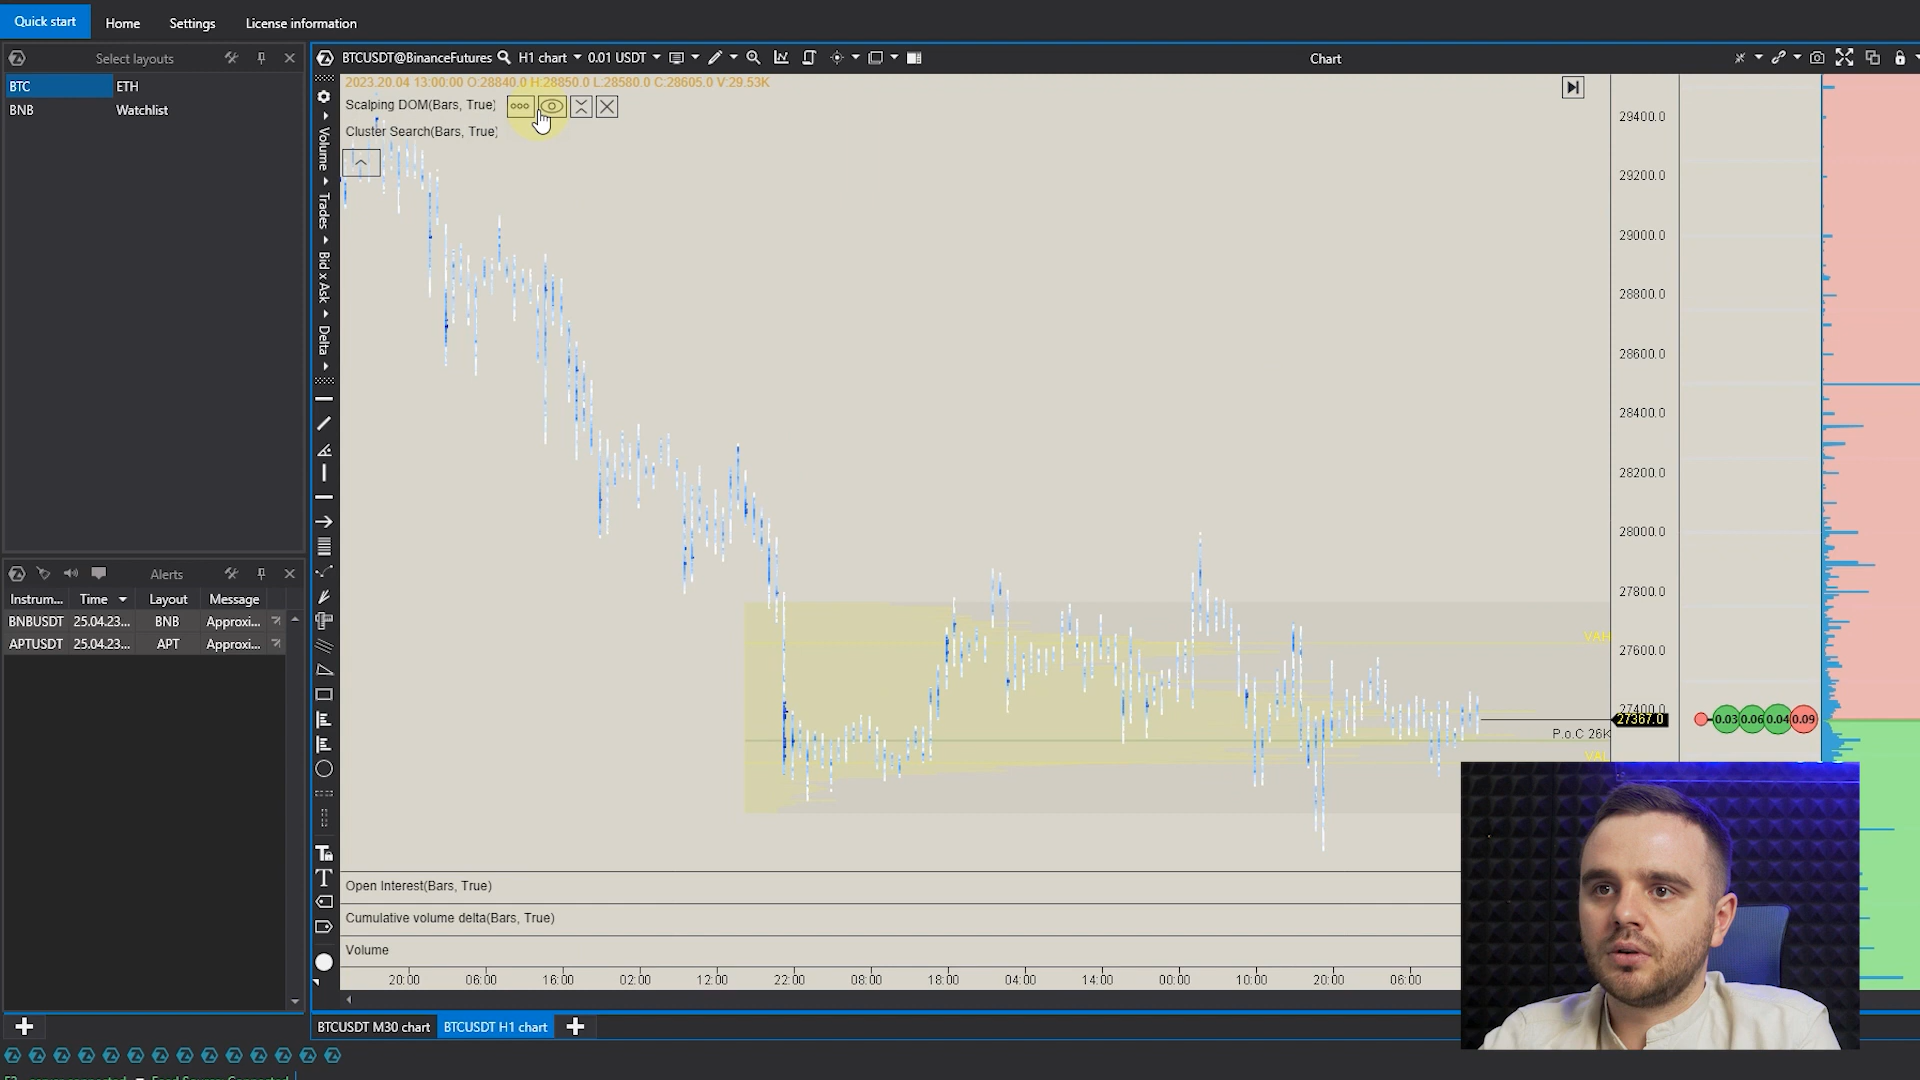 Quick start
Home
Settings
License information
Select layouts
BTC
ETH
BNB
Watchlist
BTCUSDT@BinanceFutures
H1 chart
0.01 USDT
Chart
2023.20.04 13:00:00 O:28840.0 H:28850.0 L:28580.0 C:28605.0 V:29.53K
Scalping DOM(Bars, True)
Cluster Search(Bars, True)
Volume
Trades
Bid x Ask
Delta
29400.0
29200.0
29000.0
28800.0
28600.0
28400.0
28200.0
28000.0
27800.0
27600.0
27400.0
27367.0
VAH
P.o.C 26K
VAL
0.03
0.06
0.04
0.09
Alerts
Instrum...
Time
Layout
Message
BNBUSDT
25.04.23...
BNB
Approxi...
APTUSDT
25.04.23...
APT
Approxi...
Open Interest(Bars, True)
Cumulative volume delta(Bars, True)
Volume
20:00
06:00
16:00
02:00
12:00
22:00
08:00
18:00
04:00
14:00
00:00
10:00
20:00
06:00
BTCUSDT M30 chart
BTCUSDT H1 chart